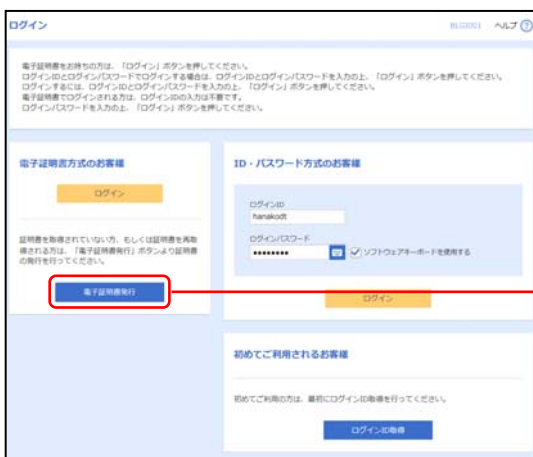 ログイン
BLGI001 ヘルプ ?
電子証明書をお持ちの方は、「ログイン」ボタンを押してください。
ログインIDとログインパスワードでログインする場合は、ログインIDとログインパスワードを入力の上、「ログイン」ボタンを押してください。
ログインするには、ログインIDとログインパスワードを入力の上、「ログイン」ボタンを押してください。
電子証明書でログインされる方は、ログインIDの入力は不要です。
ログインパスワードを入力の上、「ログイン」ボタンを押してください。
電子証明書方式のお客様
ログイン
証明書を取得されていない方、もしくは証明書を再取
得される方は、「電子証明書発行」ボタンより証明書
の発行を行ってください。
電子証明書発行
ID・パスワード方式のお客様
ログインID
hanakodt
ログインパスワード
●●●●●●●●
ソフトウェアキーボードを使用する
ログイン
初めてご利用されるお客様
初めてご利用の方は、最初にログインID取得を行ってください。
ログインID取得